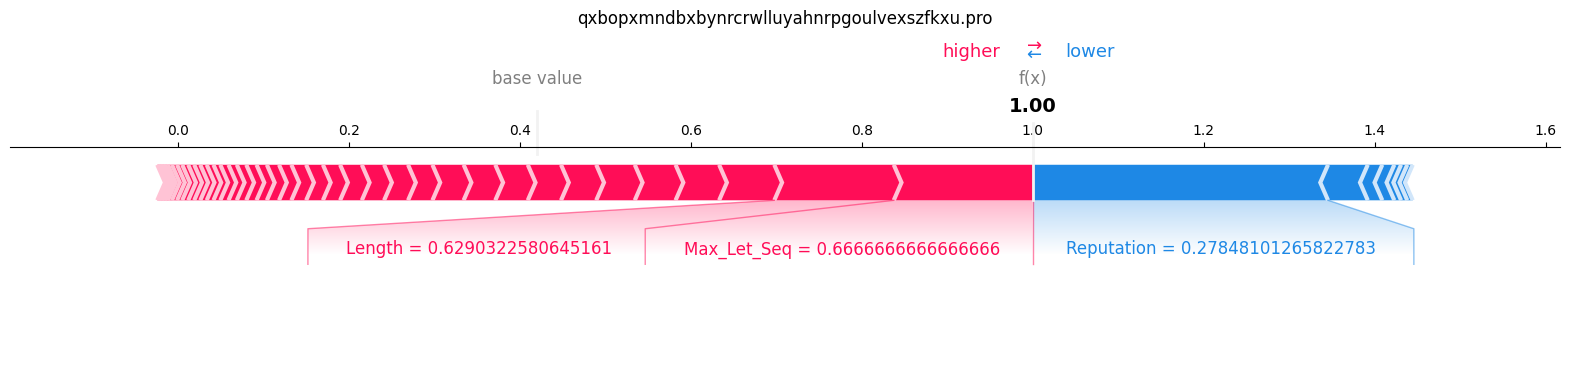 qxbopxmndbxbynrcrwlluyahnrpgoulvexszfkxu.pro
higher ⇄ lower
base value f(x)
1.00
0.0 0.2 0.4 0.6 0.8 1.0 1.2 1.4 1.6
Length = 0.6290322580645161 Max_Let_Seq = 0.6666666666666666 Reputation = 0.27848101265822783